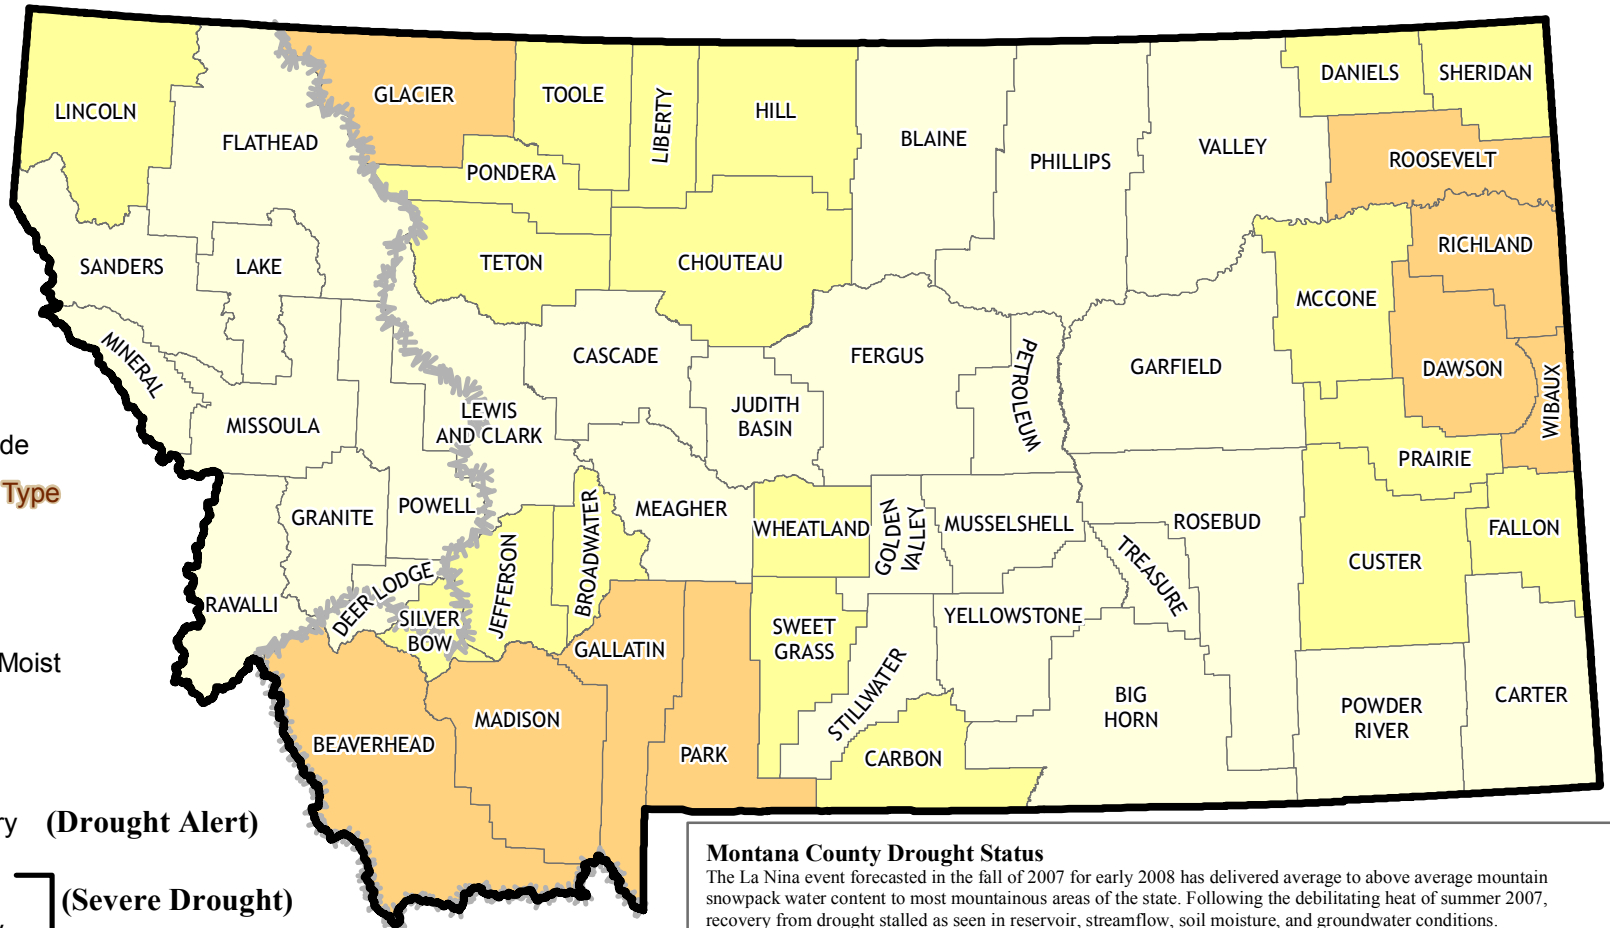 LINCOLN
FLATHEAD
GLACIER
TOOLE
LIBERTY
HILL
BLAINE
PHILLIPS
VALLEY
DANIELS
SHERIDAN
ROOSEVELT
PONDERA
SANDERS
LAKE
TETON
CHOUTEAU
MCCONE
RICHLAND
MINERAL
CASCADE
FERGUS
PETROLEUM
GARFIELD
DAWSON
WIBAUX
MISSOULA
LEWIS
AND CLARK
JUDITH
BASIN
PRAIRIE
de
Type
GRANITE
POWELL
JEFFERSON
BROADWATER
MEAGHER
WHEATLAND
GOLDEN
VALLEY
MUSSELSHELL
TREASURE
ROSEBUD
CUSTER
FALLON
RAVALLI
DEER LODGE
SILVER
BOW
GALLATIN
SWEET
GRASS
STILLWATER
YELLOWSTONE
Moist
BEAVERHEAD
MADISON
PARK
CARBON
BIG
HORN
POWDER
RIVER
CARTER
ry (Drought Alert)
(Severe Drought)
Montana County Drought Status
The La Nina event forecasted in the fall of 2007 for early 2008 has delivered average to above average mountain
snowpack water content to most mountainous areas of the state. Following the debilitating heat of summer 2007,
recovery from drought stalled as seen in reservoir, streamflow, soil moisture, and groundwater conditions.